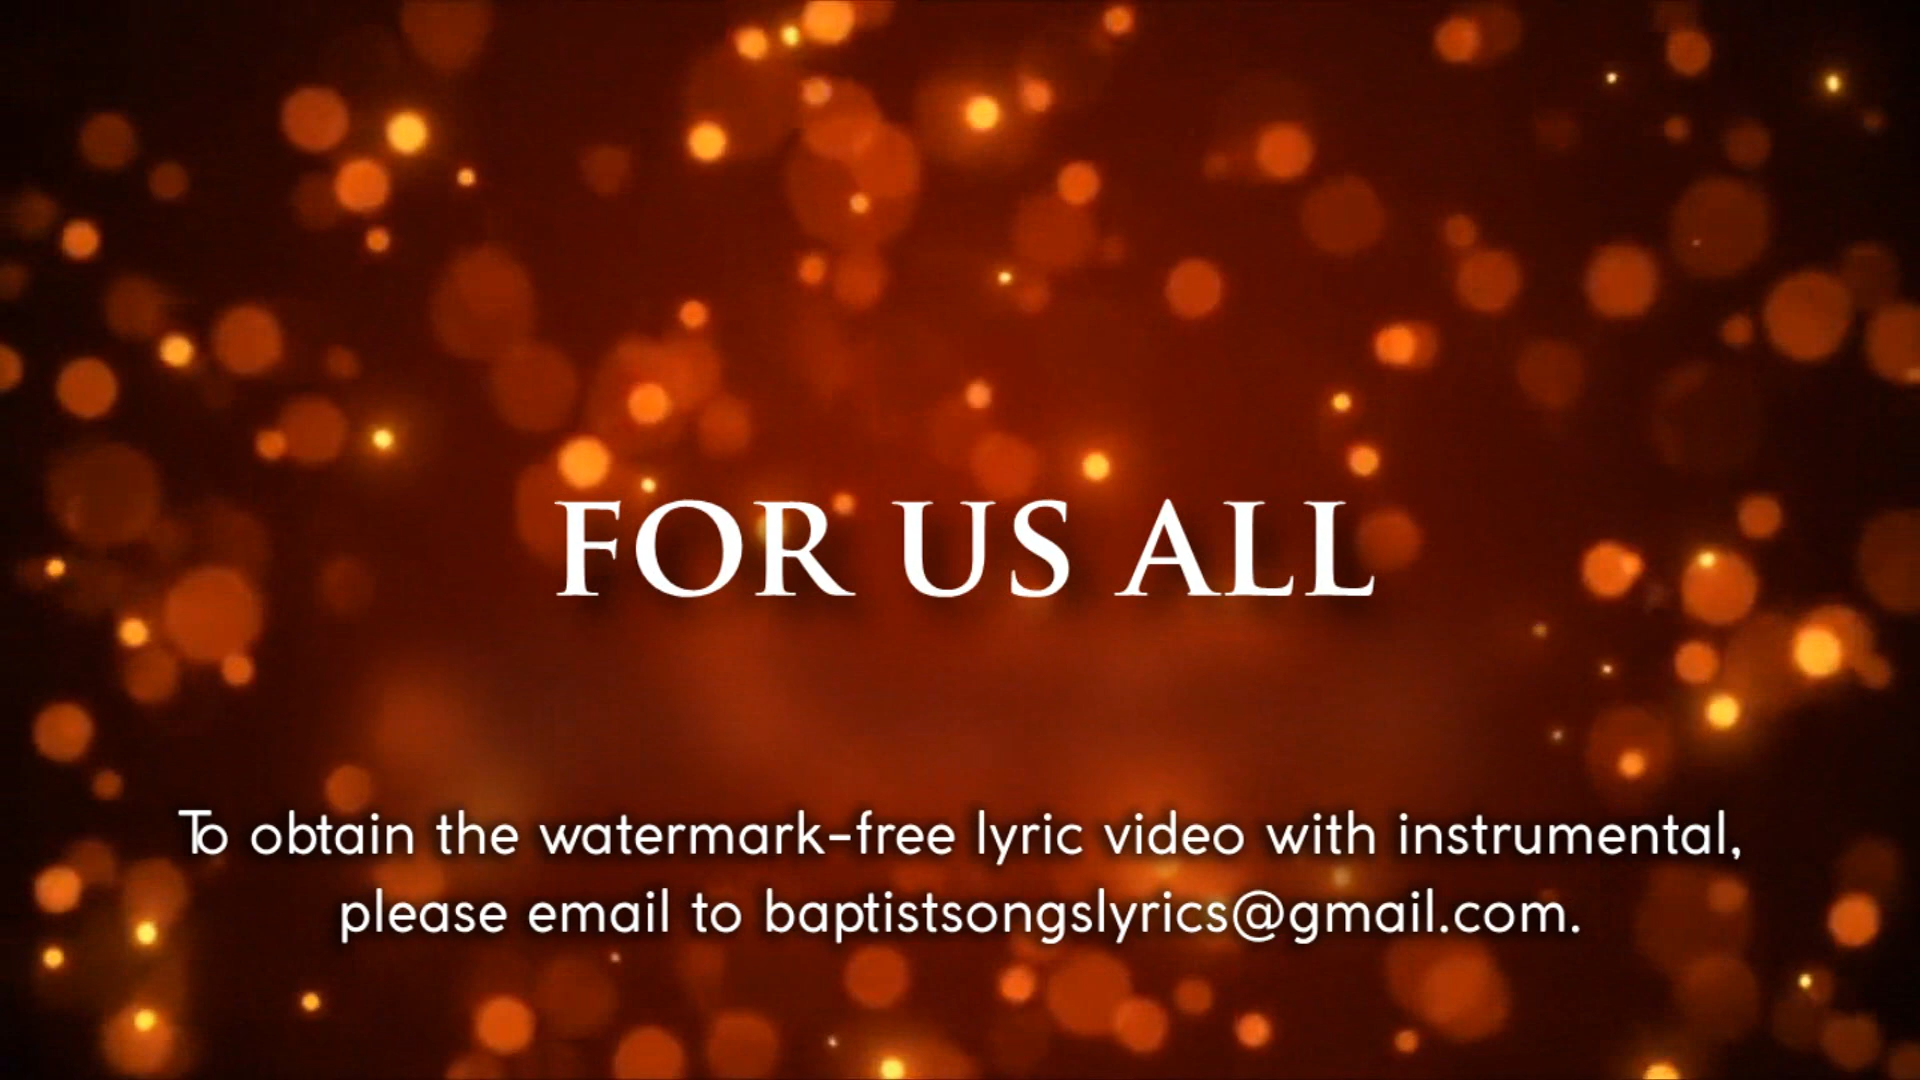 FOR US ALL
To obtain the watermark-free lyric video with instrumental,
please email to baptistsongslyrics@gmail.com.